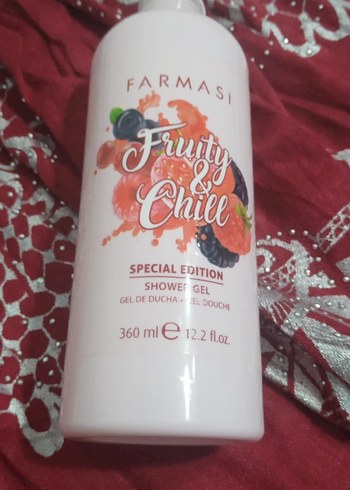 FARMASi
Fruity
&
Chill
SPECIAL EDITION
SHOWER GEL
GEL DE DUCHA • GEL DOUCHE
360 ml e 12.2 fl.oz.